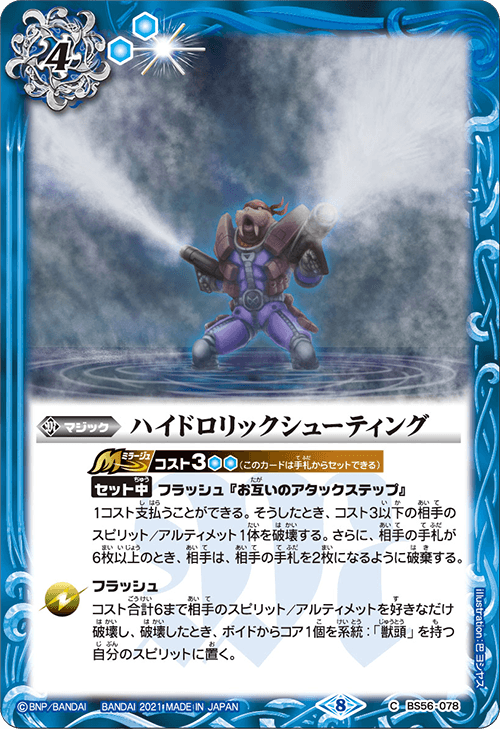 4
マジック
ハイドロリックシューティング
ミラージュ コスト3 (このカードは手札からセットできる)
セット中 フラッシュ『お互いのアタックステップ』
1コスト支払うことができる。そうしたとき、コスト3以下の相手の
スピリット/アルティメット1体を破壊する。さらに、相手の手札が
6枚以上のとき、相手は、相手の手札を2枚になるように破棄する。
フラッシュ
コスト合計6まで相手のスピリット/アルティメットを好きなだけ
破壊し、破壊したとき、ボイドからコア1個を系統:「獣頭」を持つ
自分のスピリットに置く。
Illustration:巴ヨシヤス
©BNP/BANDAI BANDAI 2021 MADE IN JAPAN 8 C BS56-078